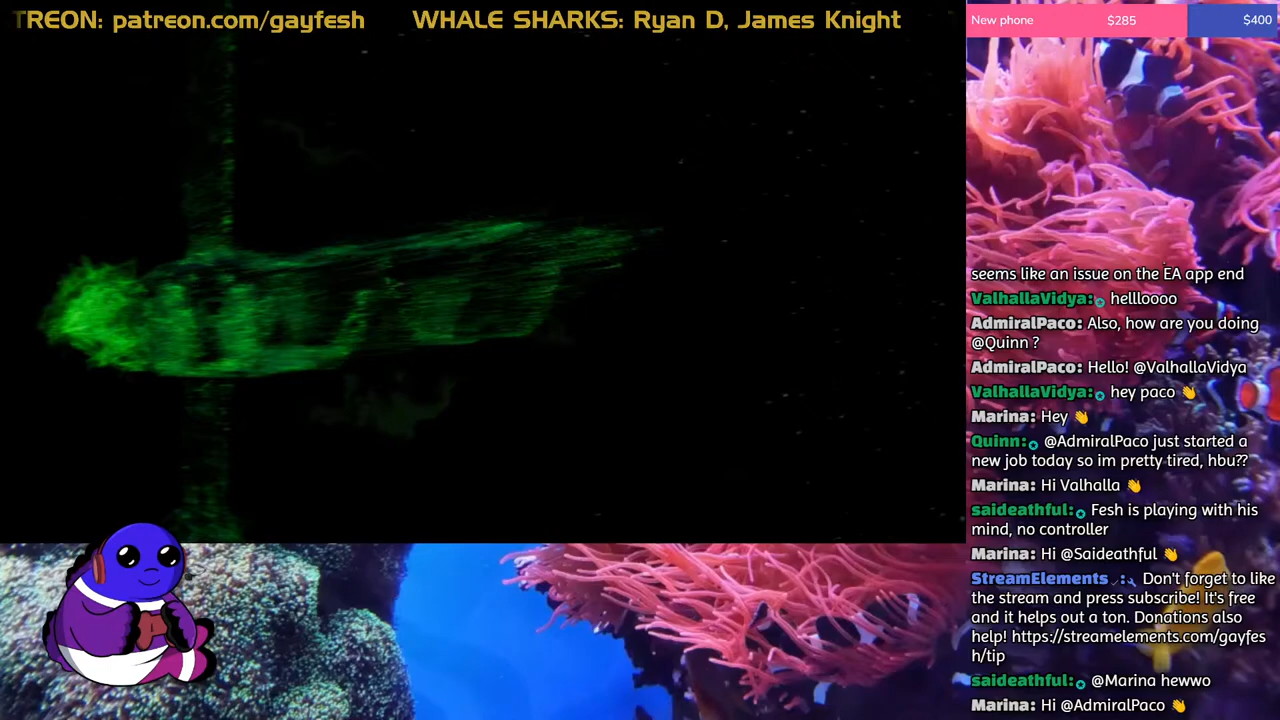 TREON: patreon.com/gayfesh WHALE SHARKS: Ryan D, James Knight
New phone $285 $400
seems like an issue on the EA app end
ValhallaVidya: hellloooo
AdmiralPaco: Also, how are you doing
@Quinn ?
AdmiralPaco: Hello! @ValhallaVidya
ValhallaVidya: hey paco 👋
Marina: Hey 👋
Quinn: @AdmiralPaco just started a
new job today so im pretty tired, hbu??
Marina: Hi Valhalla 👋
saideathful: Fesh is playing with his
mind, no controller
Marina: Hi @Saideathful 👋
StreamElements: Don't forget to like
the stream and press subscribe! It's free
and it helps out a ton. Donations also
help! https://streamelements.com/gayfes
h/tip
saideathful: @Marina hewwo
Marina: Hi @AdmiralPaco 👋